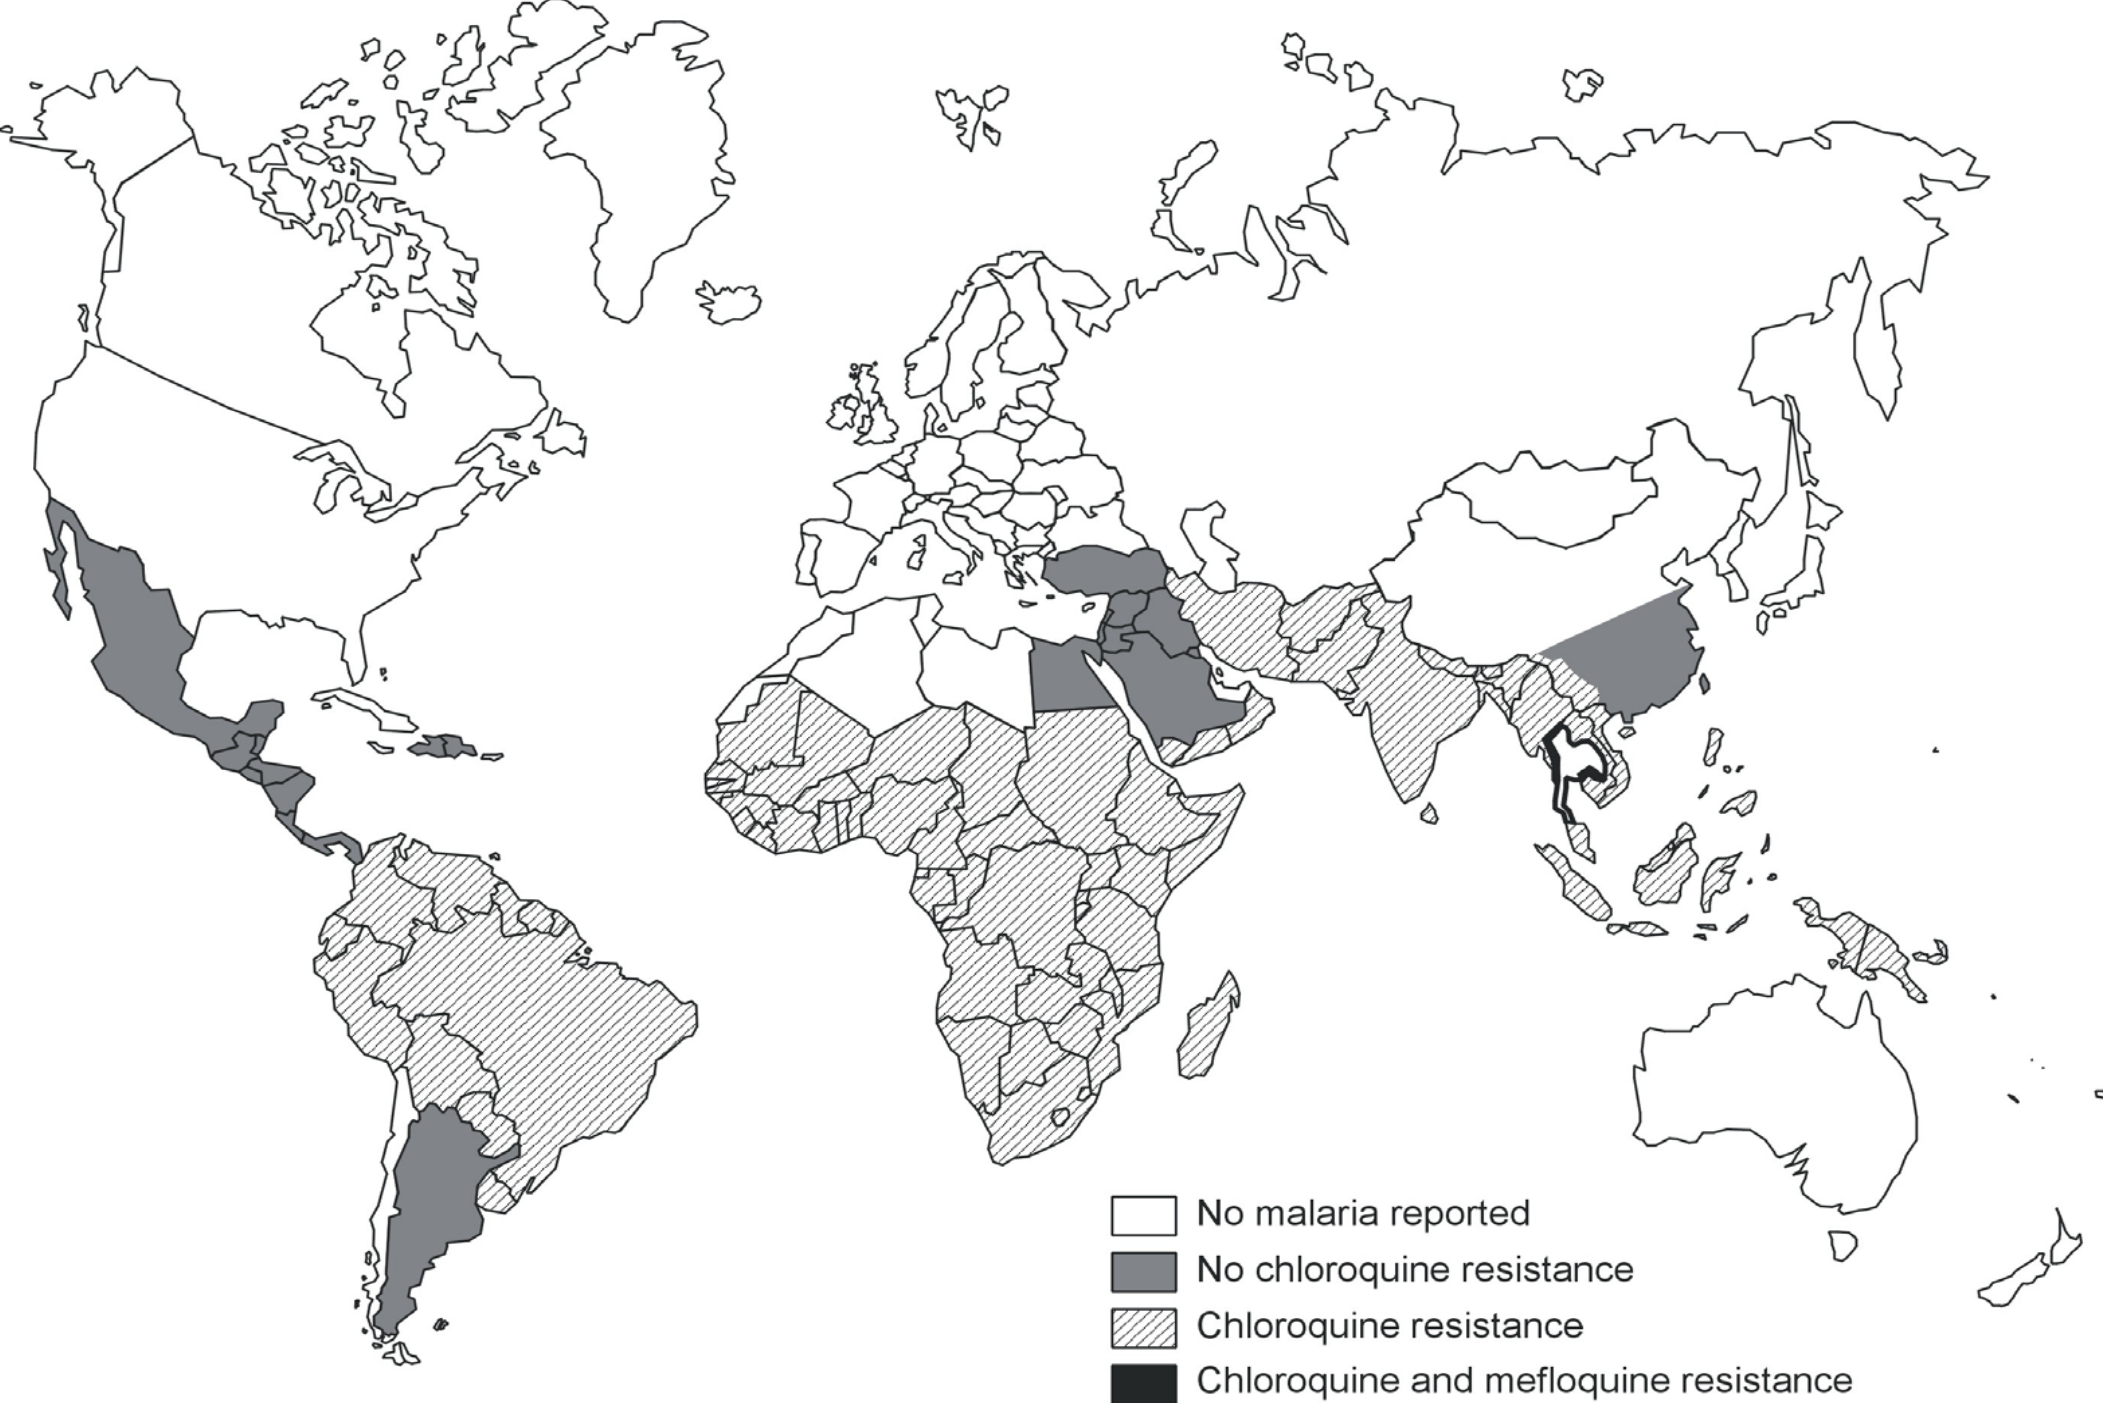 No malaria reported
No chloroquine resistance
Chloroquine resistance
Chloroquine and mefloquine resistance